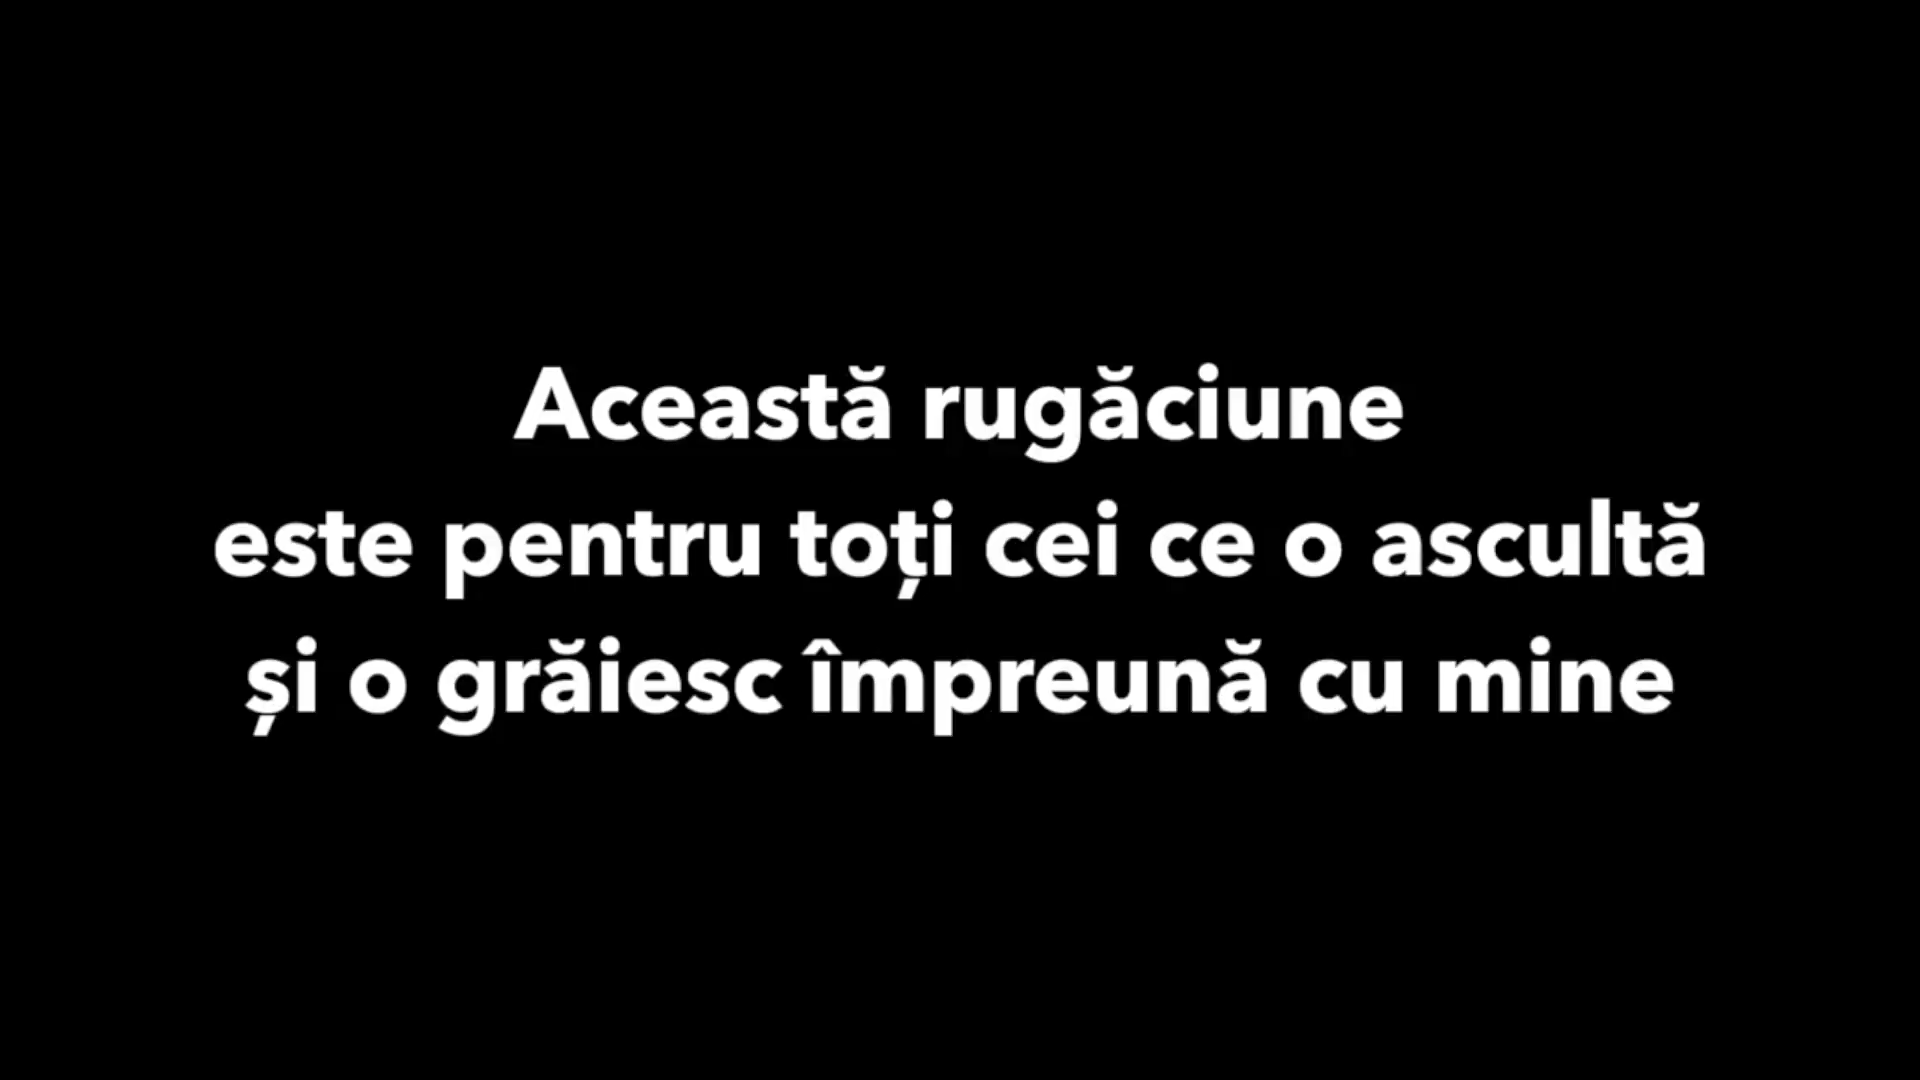 Această rugăciune
este pentru toți cei ce o ascultă
și o grăiesc împreună cu mine